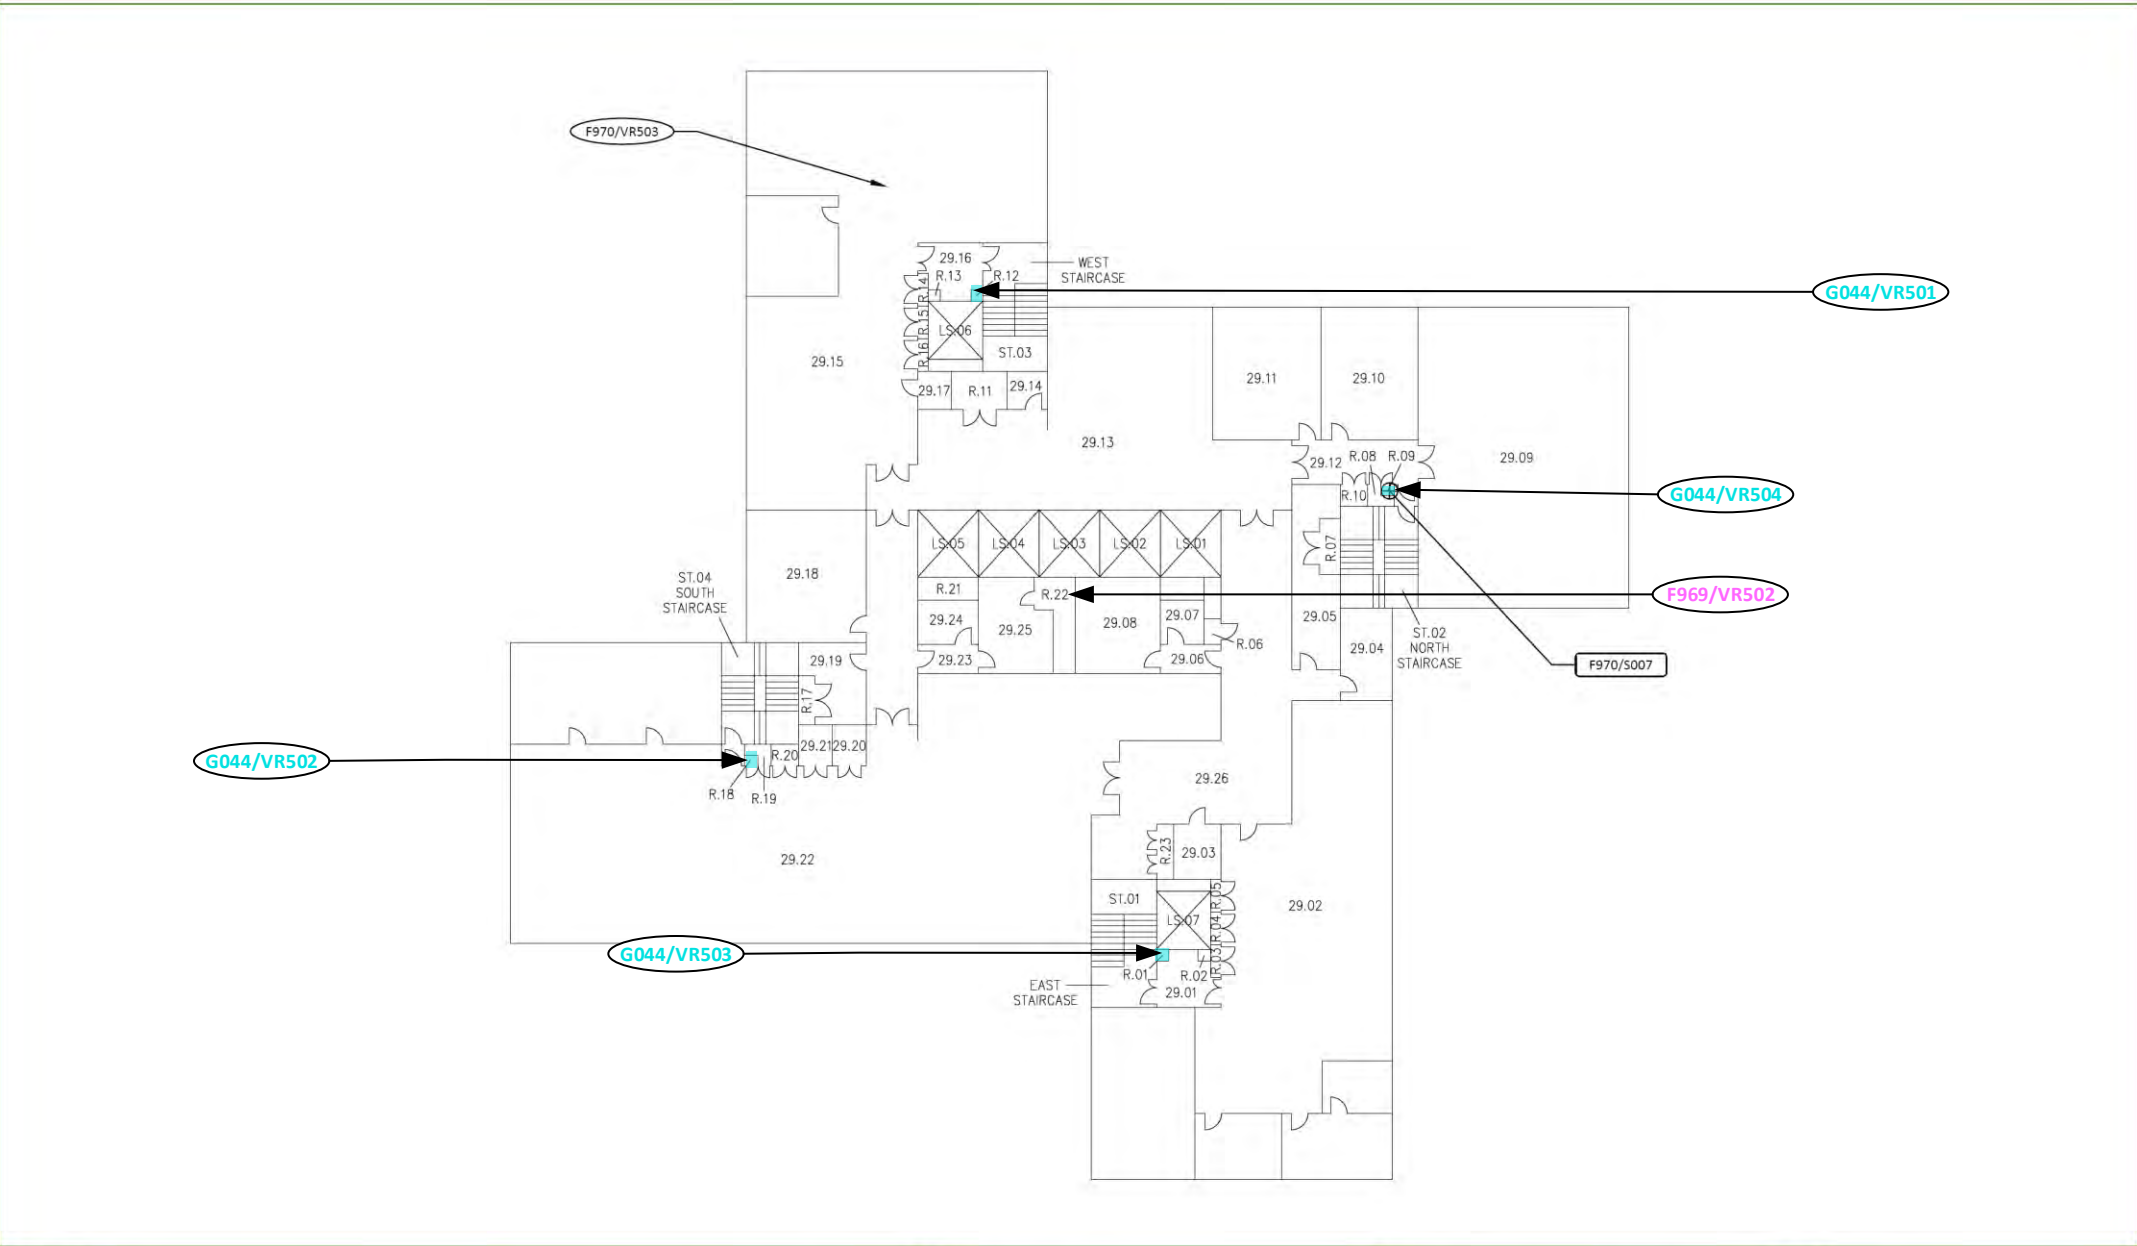 F970/VR503
29.16
R.13
R.12
WEST
STAIRCASE
R.14
G044/VR501
R.15
LS.06
R.16
ST.03
29.15
29.17
R.11
29.14
29.11
29.10
29.13
29.12
R.08
R.09
29.09
R.10
G044/VR504
LS.05
LS.04
LS.03
LS.02
LS.01
R.07
29.18
ST.04
SOUTH
STAIRCASE
R.21
R.22
F969/VR502
29.24
29.25
29.08
29.07
29.05
R.06
ST.02
NORTH
STAIRCASE
29.04
29.23
29.06
F970/S007
29.19
R.17
29.21
29.20
R.20
G044/VR502
R.18
R.19
29.26
29.22
R.23
29.03
ST.01
R.05
29.02
LS.07
R.04
G044/VR503
R.03
R.01
R.02
29.01
EAST
STAIRCASE